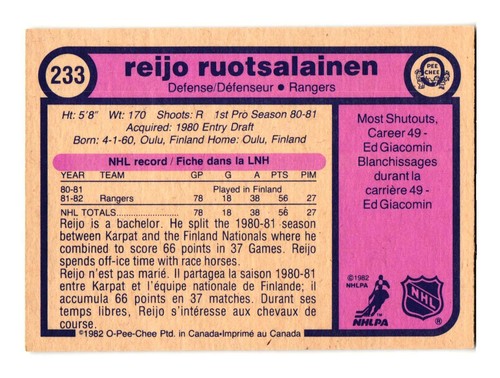 233
reijo ruotsalainen
Defense/Défenseur • Rangers
O
PEE
CHEE
Ht: 5'8" Wt: 170 Shoots: R 1st Pro Season 80-81
Acquired: 1980 Entry Draft
Born: 4-1-60, Oulu, Finland Home: Oulu, Finland
NHL record/Fiche dans la LNH
YEAR TEAM GP G A PTS PIM
80-81 Played in Finland
81-82 Rangers 78 18 38 56 27
NHL TOTALS 78 18 38 56 27
Reijo is a bachelor. He split the 1980-81 season
between Karpat and the Finland Nationals where he
combined to score 66 points in 37 Games. Reijo
spends off-ice time with race horses.
Reijo n'est pas marié. Il partagea la saison 1980-81
entre Karpat et l'équipe nationale de Finlande; il
accumula 66 points en 37 matches. Durant ses
temps libres, Reijo s'intéresse aux chevaux de
course.
©1982 O-Pee-Chee Ptd. in Canada•Imprimé au Canada
Most Shutouts,
Career 49 -
Ed Giacomin
Blanchissages
durant la
carrière 49 -
Ed Giacomin
©1982
NHLPA
NHLPA
NHL
®